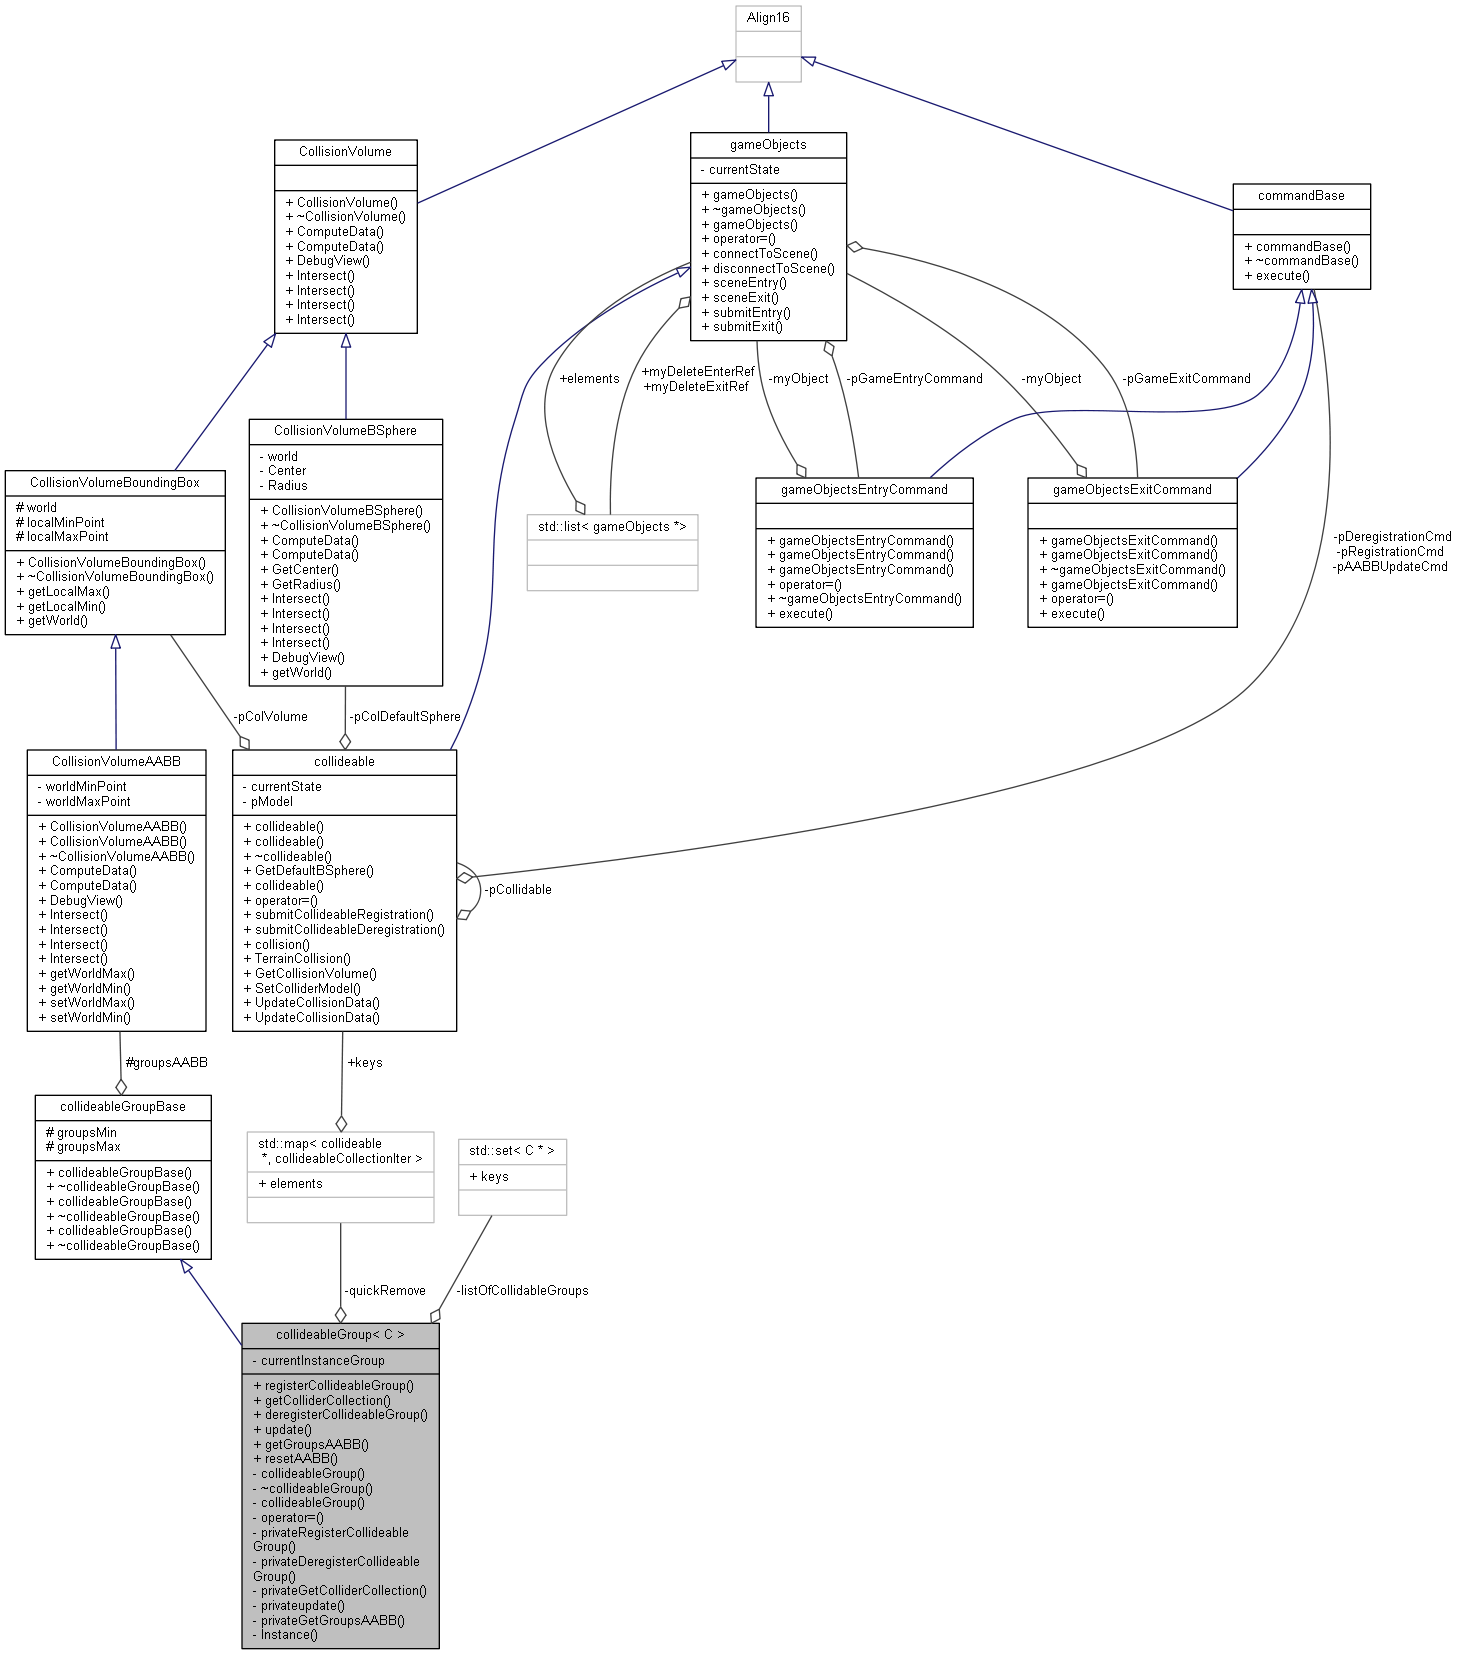 Align16
CollisionVolume
+ CollisionVolume()
+ ~CollisionVolume()
+ ComputeData()
+ ComputeData()
+ DebugView()
+ Intersect()
+ Intersect()
+ Intersect()
+ Intersect()
gameObjects
- currentState
+ gameObjects()
+ ~gameObjects()
+ gameObjects()
+ operator=()
+ connectToScene()
+ disconnectToScene()
+ sceneEntry()
+ sceneExit()
+ submitEntry()
+ submitExit()
commandBase
+ commandBase()
+ ~commandBase()
+ execute()
+elements
+myDeleteEnterRef
+myDeleteExitRef
-myObject
-pGameEntryCommand
-myObject
-pGameExitCommand
CollisionVolumeBSphere
- world
- Center
- Radius
+ CollisionVolumeBSphere()
+ ~CollisionVolumeBSphere()
+ ComputeData()
+ ComputeData()
+ GetCenter()
+ GetRadius()
+ Intersect()
+ Intersect()
+ Intersect()
+ Intersect()
+ DebugView()
+ getWorld()
CollisionVolumeBoundingBox
# world
# localMinPoint
# localMaxPoint
+ CollisionVolumeBoundingBox()
+ ~CollisionVolumeBoundingBox()
+ getLocalMax()
+ getLocalMin()
+ getWorld()
std::list< gameObjects *>
gameObjectsEntryCommand
+ gameObjectsEntryCommand()
+ gameObjectsEntryCommand()
+ gameObjectsEntryCommand()
+ operator=()
+ ~gameObjectsEntryCommand()
+ execute()
gameObjectsExitCommand
+ gameObjectsExitCommand()
+ gameObjectsExitCommand()
+ ~gameObjectsExitCommand()
+ gameObjectsExitCommand()
+ operator=()
+ execute()
-pDeregistrationCmd
-pRegistrationCmd
-pAABBUpdateCmd
-pColVolume
-pColDefaultSphere
CollisionVolumeAABB
- worldMinPoint
- worldMaxPoint
+ CollisionVolumeAABB()
+ CollisionVolumeAABB()
+ ~CollisionVolumeAABB()
+ ComputeData()
+ ComputeData()
+ DebugView()
+ Intersect()
+ Intersect()
+ Intersect()
+ Intersect()
+ getWorldMax()
+ getWorldMin()
+ setWorldMax()
+ setWorldMin()
collideable
- currentState
- pModel
+ collideable()
+ collideable()
+ ~collideable()
+ GetDefaultBSphere()
+ collideable()
+ operator=()
+ submitCollideableRegistration()
+ submitCollideableDeregistration()
+ collision()
+ TerrainCollision()
+ GetCollisionVolume()
+ SetColliderModel()
+ UpdateCollisionData()
+ UpdateCollisionData()
-pCollidable
#groupsAABB
+keys
collideableGroupBase
# groupsMin
# groupsMax
+ collideableGroupBase()
+ ~collideableGroupBase()
+ collideableGroupBase()
+ ~collideableGroupBase()
+ collideableGroupBase()
+ ~collideableGroupBase()
std::map< collideable
*, collideableCollectionIter >
+ elements
std::set< C * >
+ keys
-quickRemove
-listOfCollidableGroups
collideableGroup< C >
- currentInstanceGroup
+ registerCollideableGroup()
+ getColliderCollection()
+ deregisterCollideableGroup()
+ update()
+ getGroupsAABB()
+ resetAABB()
- collideableGroup()
- ~collideableGroup()
- collideableGroup()
- operator=()
- privateRegisterCollideable
Group()
- privateDeregisterCollideable
Group()
- privateGetColliderCollection()
- privateupdate()
- privateGetGroupsAABB()
- Instance()